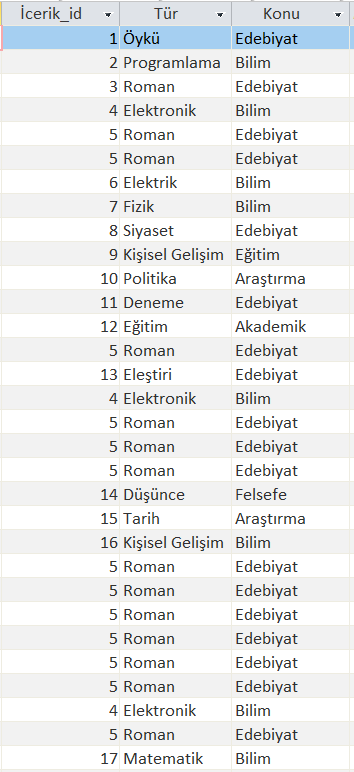 İcerik_id Tür Konu
1 Öykü Edebiyat
2 Programlama Bilim
3 Roman Edebiyat
4 Elektronik Bilim
5 Roman Edebiyat
5 Roman Edebiyat
6 Elektrik Bilim
7 Fizik Bilim
8 Siyaset Edebiyat
9 Kişisel Gelişim Eğitim
10 Politika Araştırma
11 Deneme Edebiyat
12 Eğitim Akademik
5 Roman Edebiyat
13 Eleştiri Edebiyat
4 Elektronik Bilim
5 Roman Edebiyat
5 Roman Edebiyat
5 Roman Edebiyat
14 Düşünce Felsefe
15 Tarih Araştırma
16 Kişisel Gelişim Bilim
5 Roman Edebiyat
5 Roman Edebiyat
5 Roman Edebiyat
5 Roman Edebiyat
5 Roman Edebiyat
5 Roman Edebiyat
4 Elektronik Bilim
5 Roman Edebiyat
17 Matematik Bilim